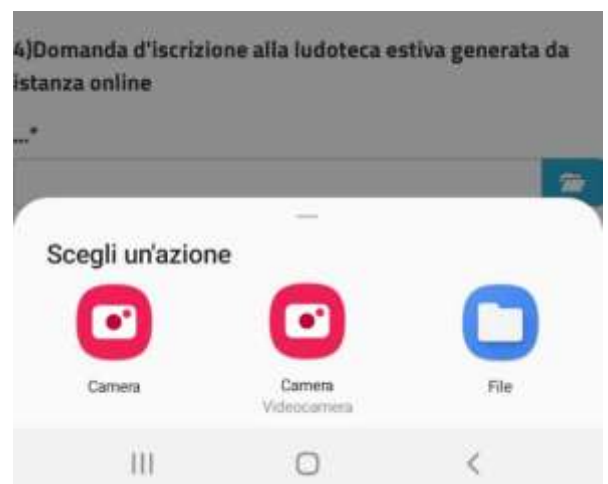 4)Domanda d'iscrizione alla ludoteca estiva generata da
istanza online
...*
Scegli un'azione
Camera
Camera
File
Videocamera